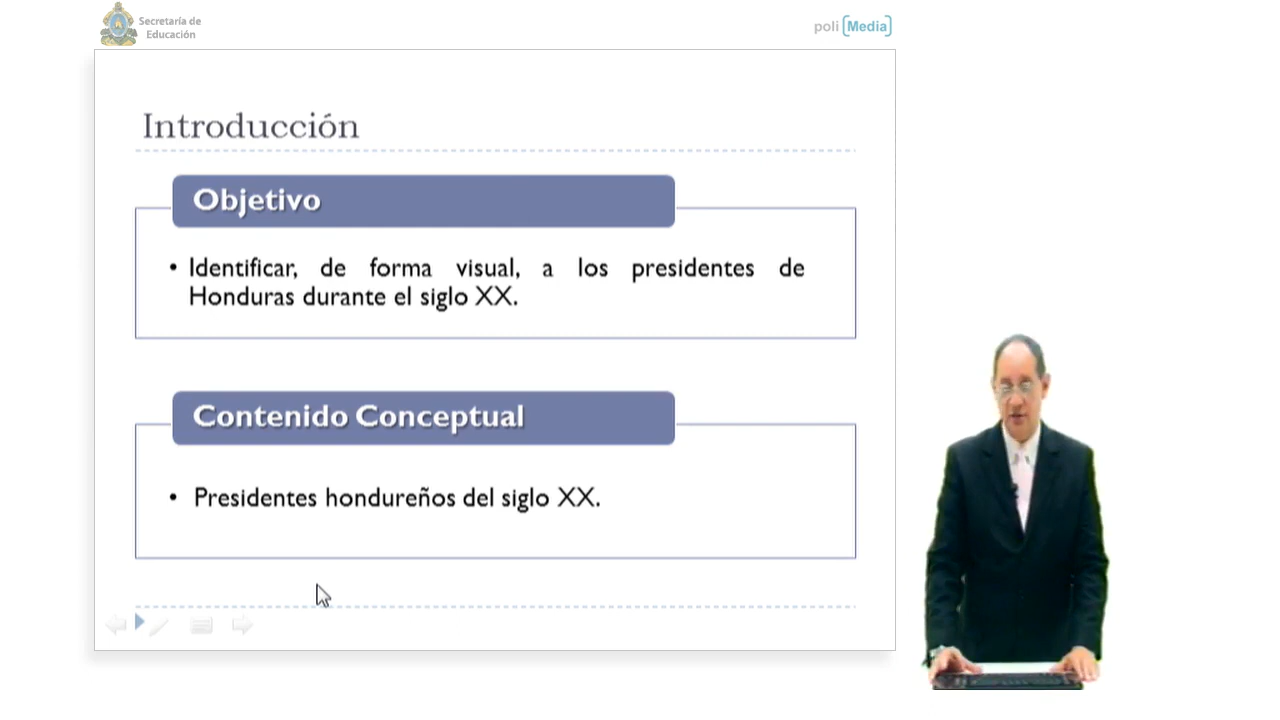 Secretaría de
Educación
poli [Media]
Introducción
Objetivo
• Identificar, de forma visual, a los presidentes de
Honduras durante el siglo XX.
Contenido Conceptual
• Presidentes hondureños del siglo XX.